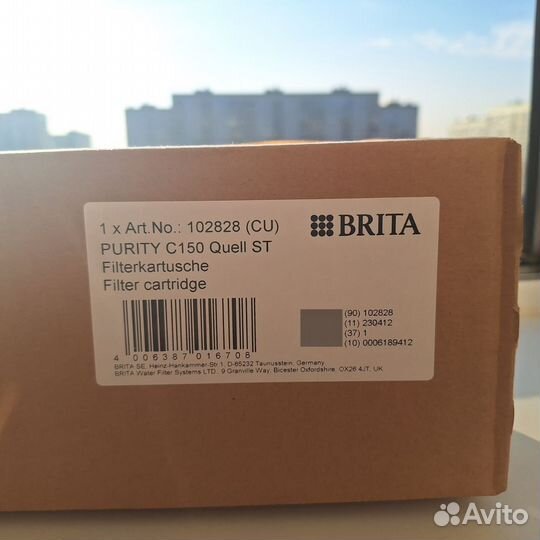 1 x Art.No.: 102828 (CU)
PURITY C150 Quell ST
Filterkartusche
Filter cartridge
BRITA
4 006387 016708
(90) 102828
(11) 230412
(37) 1
(10) 0006189412
BRITA SE, Heinz-Hankammer-Str 1, D-65232 Taunusstein, Germany
BRITA Water Filter Systems LTD., 9 Granville Way, Bicester Oxfordshire, OX26 4JT, UK
Avito